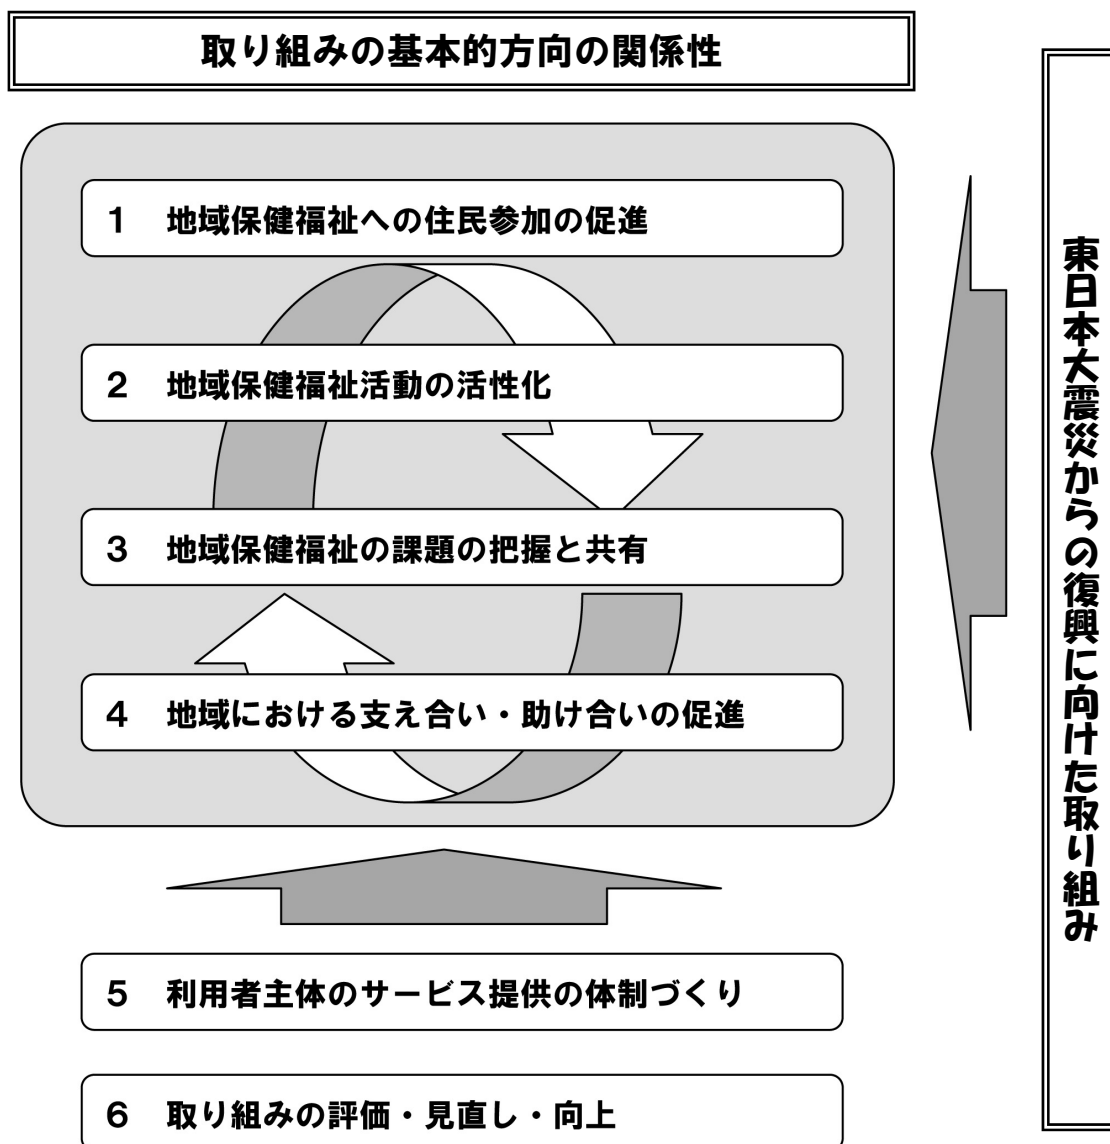 取り組みの基本的方向の関係性
1 地域保健福祉への住民参加の促進
2 地域保健福祉活動の活性化
3 地域保健福祉の課題の把握と共有
4 地域における支え合い・助け合いの促進
5 利用者主体のサービス提供の体制づくり
6 取り組みの評価・見直し・向上
東日本大震災からの復興に向けた取り組み